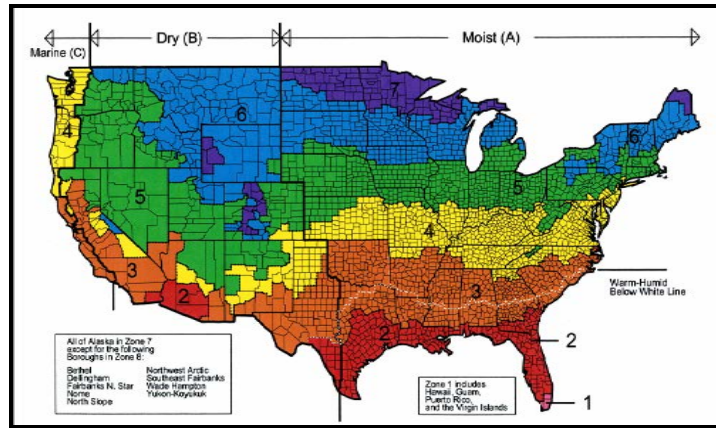 Marine (C)
Dry (B)
Moist (A)
7
6
6
4
5
5
4
3
3
2
2
Warm-Humid
Below White Line
2
1
All of Alaska in Zone 7
except for the following
Boroughs in Zone 8:
Bethel
Dellingham
Fairbanks N. Star
Nome
North Slope
Northwest Arctic
Southeast Fairbanks
Wade Hampton
Yukon-Koyukuk
Zone 1 includes
Hawaii, Guam,
Puerto Rico,
and the Virgin Islands